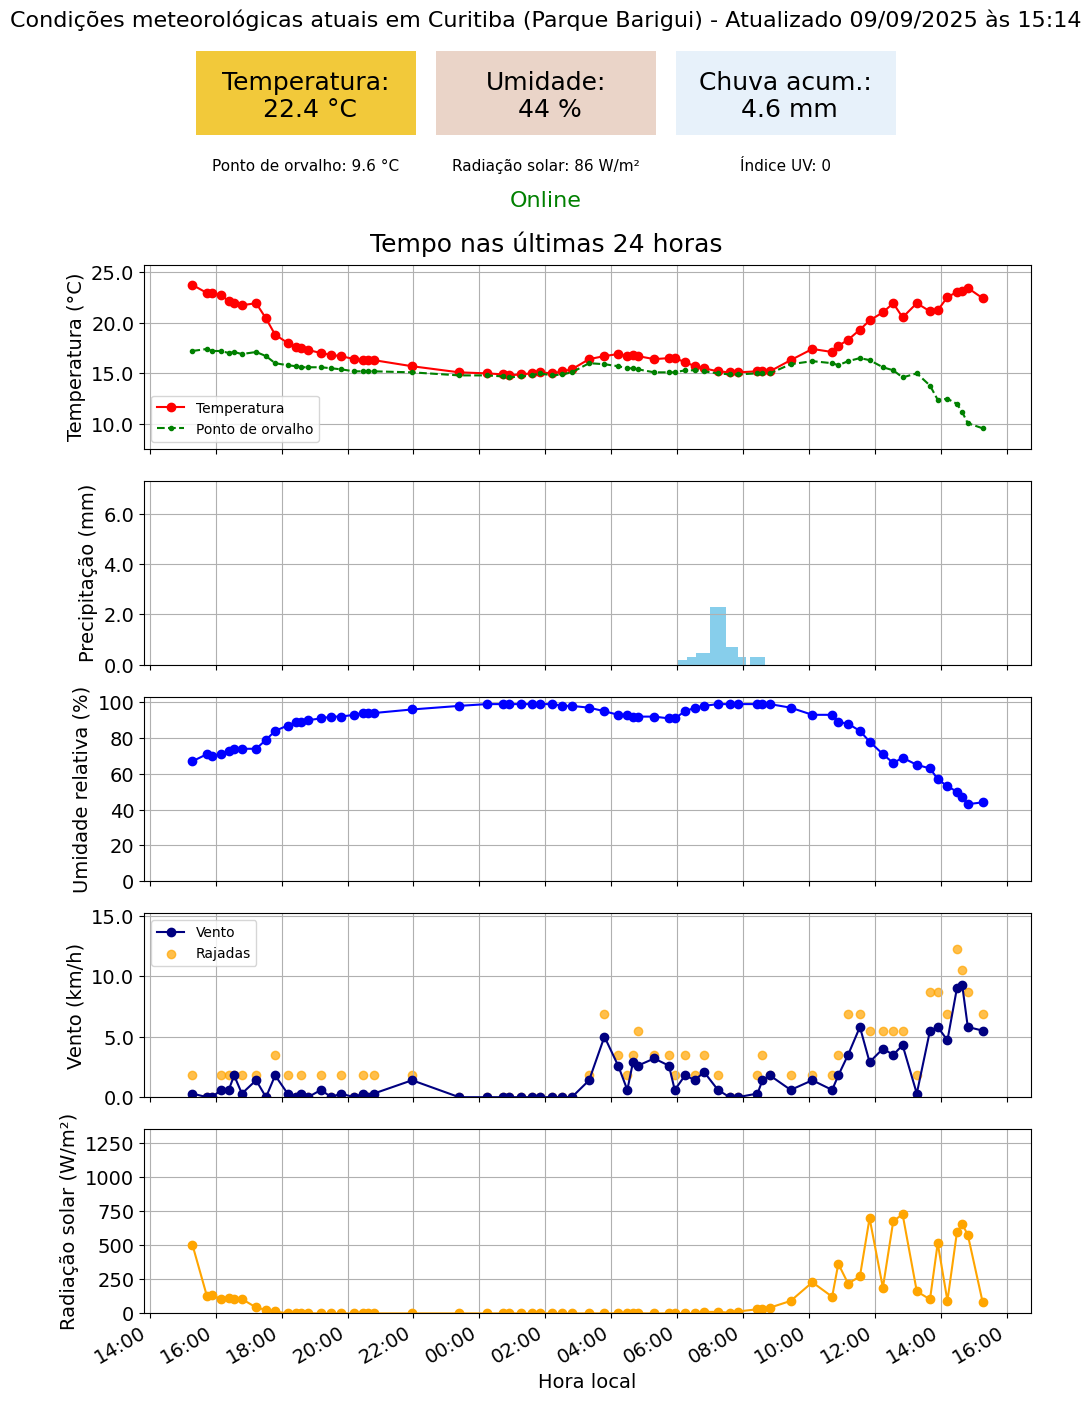 Condições meteorológicas atuais em Curitiba (Parque Barigui) - Atualizado 09/09/2025 às 15:14
Temperatura:
22.4 °C
Umidade:
44 %
Chuva acum.:
4.6 mm
Ponto de orvalho: 9.6 °C
Radiação solar: 86 W/m²
Índice UV: 0
Online
Tempo nas últimas 24 horas
Temperatura (°C)
25.0
20.0
15.0
10.0
Temperatura
Ponto de orvalho
Precipitação (mm)
6.0
4.0
2.0
0.0
Umidade relativa (%)
100
80
60
40
20
0
Vento (km/h)
15.0
10.0
5.0
0.0
Vento
Rajadas
Radiação solar (W/m²)
1250
1000
750
500
250
0
14:00
16:00
18:00
20:00
22:00
00:00
02:00
04:00
06:00
08:00
10:00
12:00
14:00
16:00
Hora local